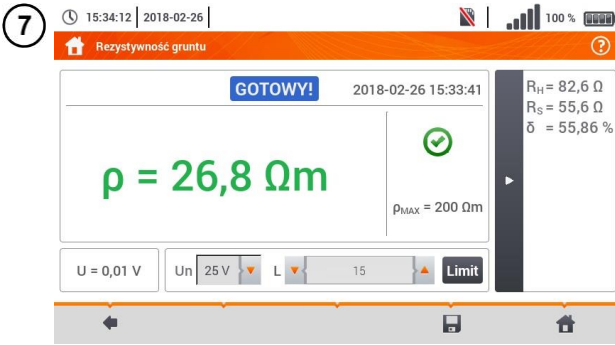 7
15:34:12 2018-02-26 100 %
Rezystywność gruntu ?
GOTOWY! 2018-02-26 15:33:41
ρ = 26,8 Ωm
ρMAX = 200 Ωm
RH = 82,6 Ω
RS = 55,6 Ω
δ = 55,86 %
U = 0,01 V Un 25 V L 15 Limit